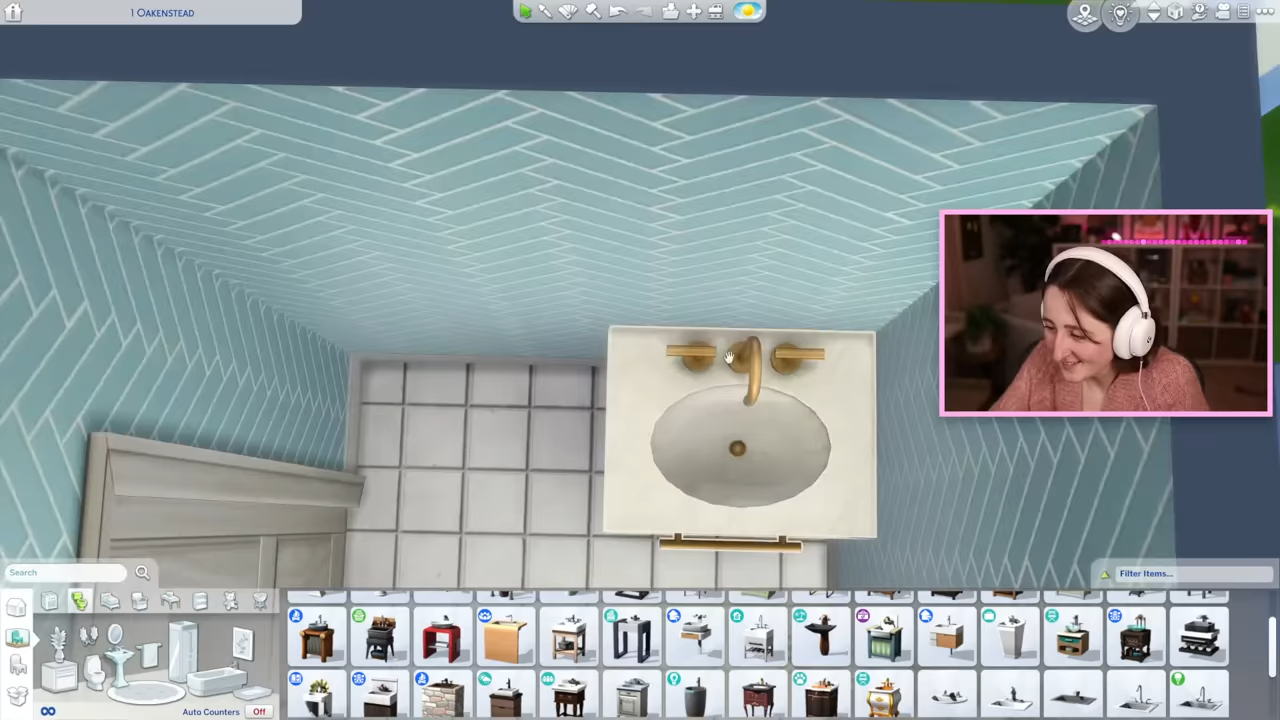 1 OAKENSTEAD
Search
Filter Items...
Auto Counters
Off